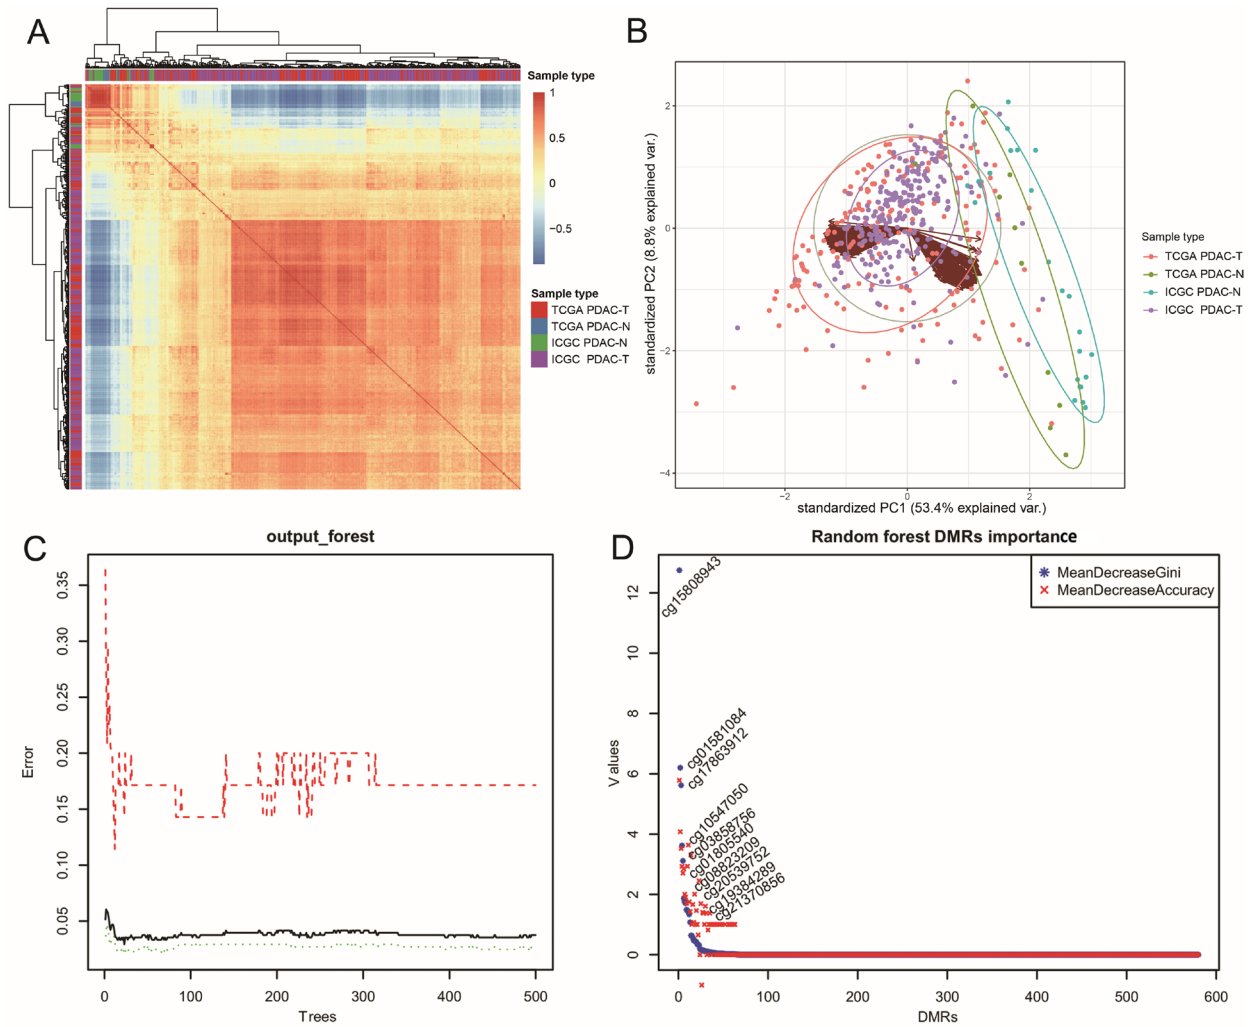 A
Sample type
1
0.5
0
−0.5
Sample type
TCGA PDAC-T
TCGA PDAC-N
ICGC PDAC-N
ICGC PDAC-T
B
standardized PC2 (8.8% explained var.)
2
0
−2
−4
−2
0
2
standardized PC1 (53.4% explained var.)
Sample type
TCGA PDAC-T
TCGA PDAC-N
ICGC PDAC-N
ICGC PDAC-T
C
output_forest
Error
0.35
0.30
0.25
0.20
0.15
0.10
0.05
0
100
200
300
400
500
Trees
D
Random forest DMRs importance
MeanDecreaseGini
MeanDecreaseAccuracy
Values
12
10
8
6
4
2
0
cg15808943
cg01581084
cg17863912
cg10547050
cg03858756
cg01805540
cg08823209
cg20539752
cg19384289
cg21370856
0
100
200
300
400
500
600
DMRs